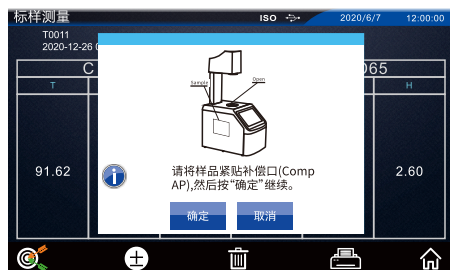 标样测量 ISO 2020/6/7 12:00:00
T0011
2020-12-26 0
C D65
T H
Sample Open
91.62 2.60
请将样品紧贴补偿口(Comp
AP),然后按“确定”继续。
确定 取消